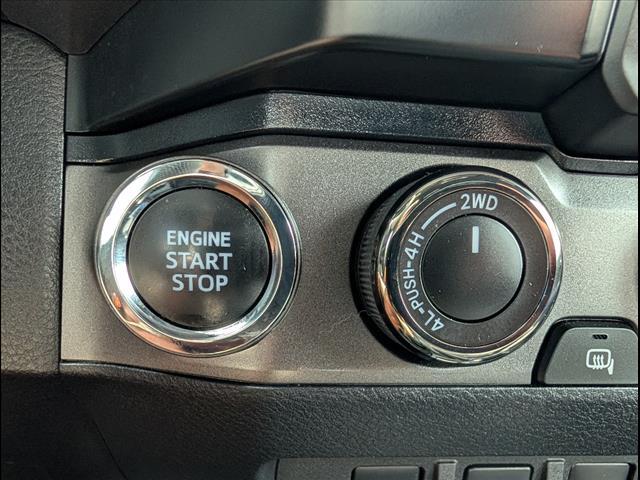 ENGINE
START
STOP
2WD
4L-PUSH-4H